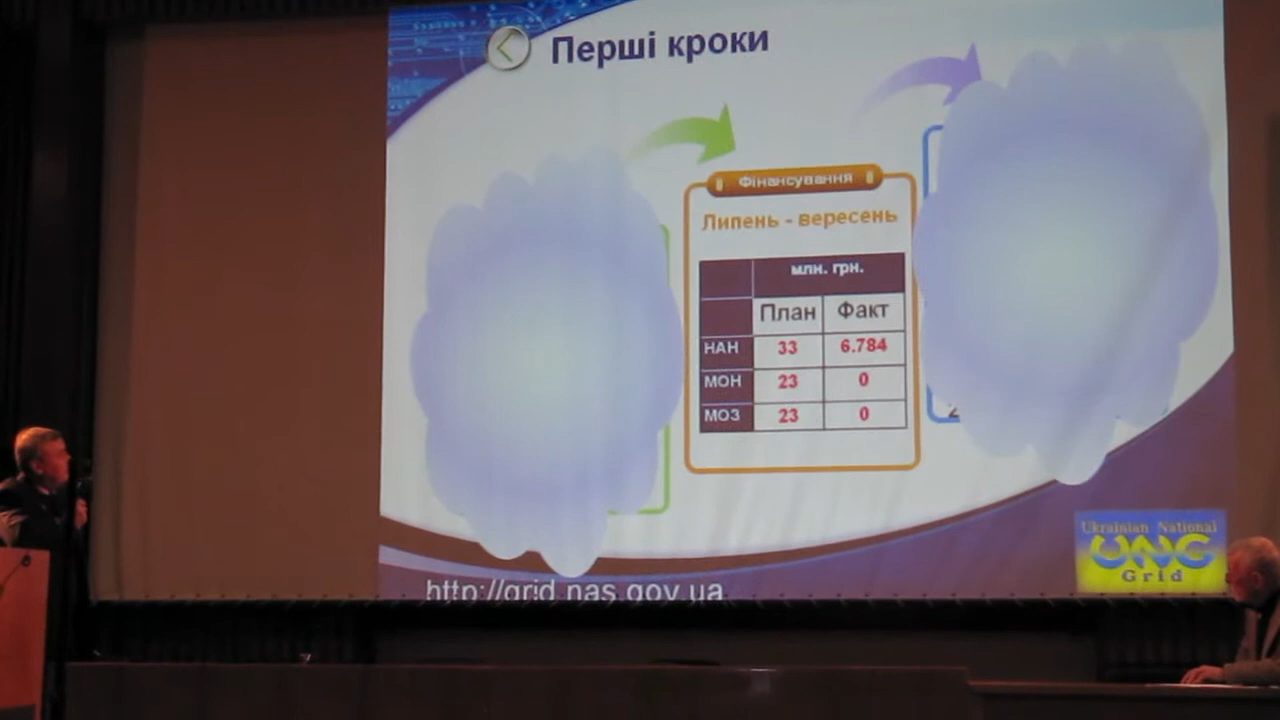 Перші кроки
Фінансування
Липень - вересень
млн. грн.
План Факт
НАН 33 6.784
МОН 23 0
МОЗ 23 0
http://grid.nas.gov.ua
Ukrainian National
UNG
Grid